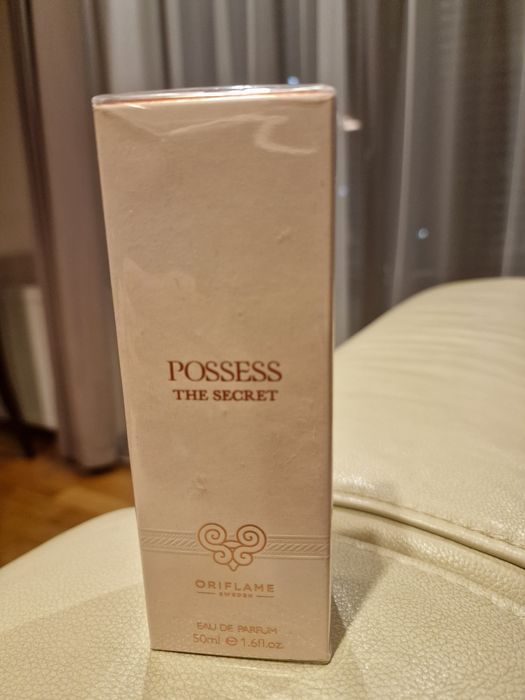 POSSESS
THE SECRET
ORIFLAME
SWEDEN
EAU DE PARFUM
50ml ℮ 1.6fl.oz.